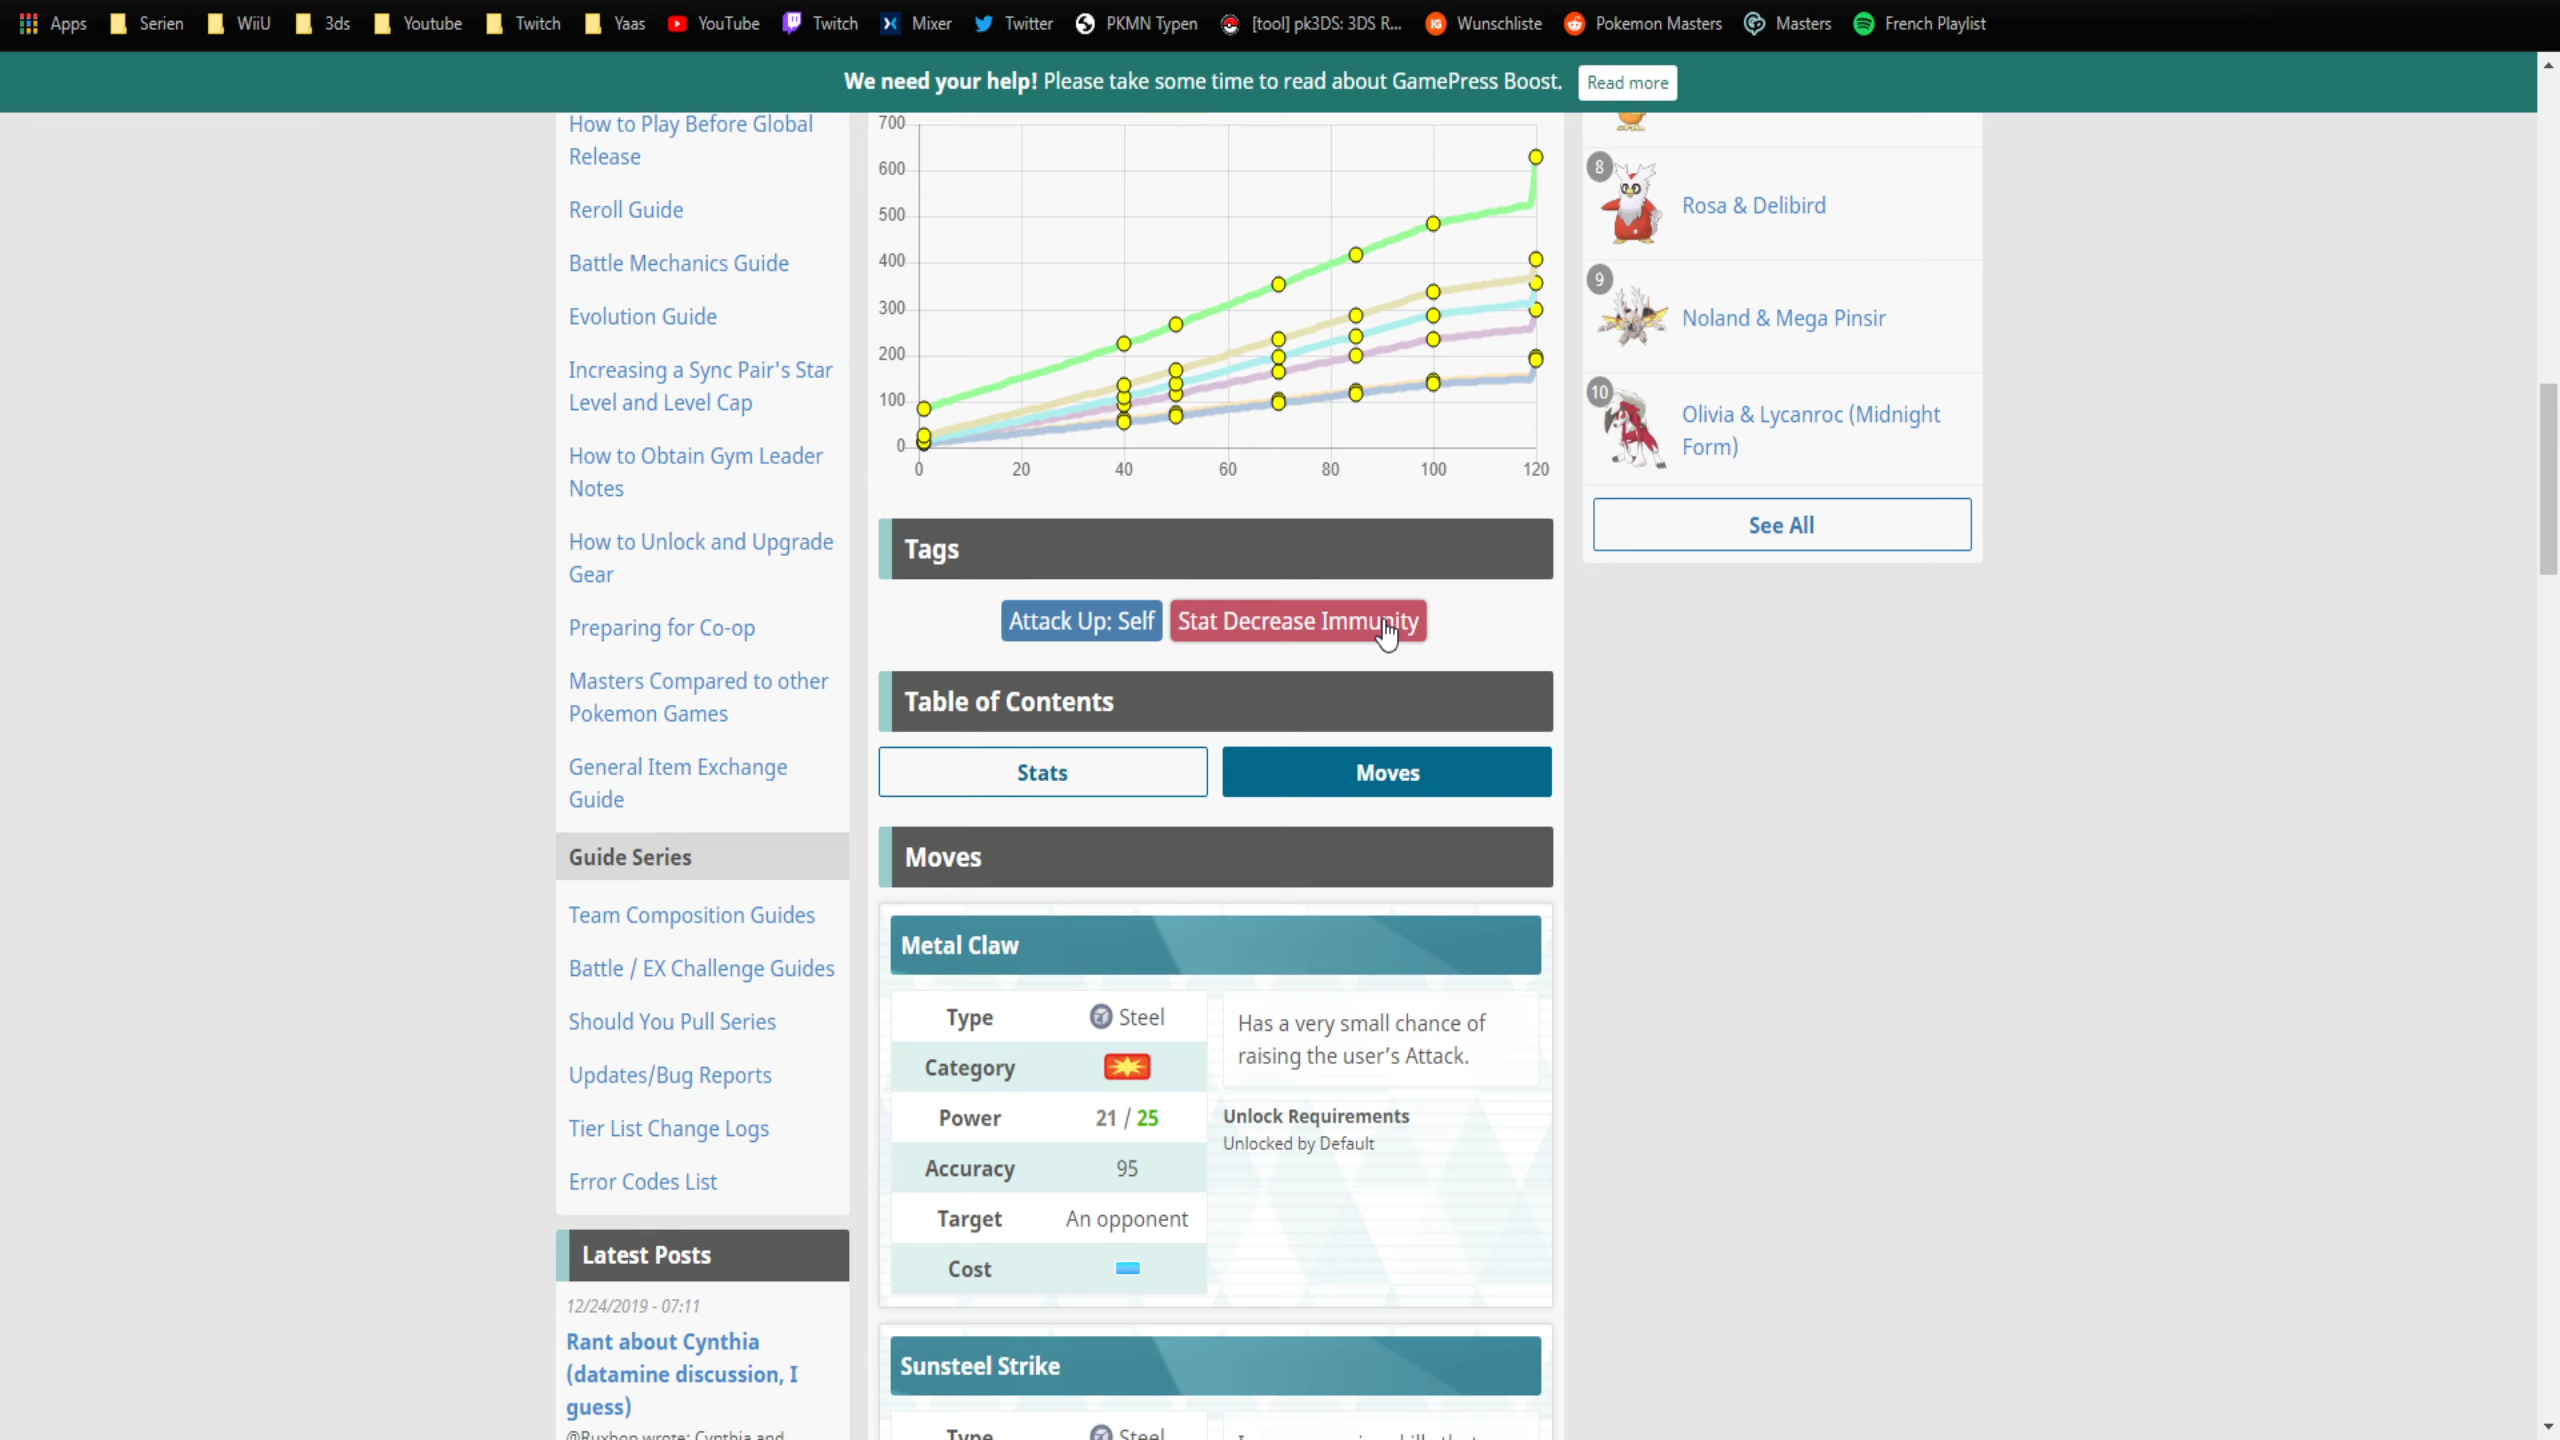 Apps Serien WiiU 3ds Youtube Twitch Yaas YouTube Twitch Mixer Twitter PKMN Typen [tool] pk3DS: 3DS R... Wunschliste Pokemon Masters Masters French Playlist
We need your help! Please take some time to read about GamePress Boost. Read more
How to Play Before Global
Release
Reroll Guide
Battle Mechanics Guide
Evolution Guide
Increasing a Sync Pair's Star
Level and Level Cap
How to Obtain Gym Leader
Notes
How to Unlock and Upgrade
Gear
Preparing for Co-op
Masters Compared to other
Pokemon Games
General Item Exchange
Guide
Guide Series
Team Composition Guides
Battle / EX Challenge Guides
Should You Pull Series
Updates/Bug Reports
Tier List Change Logs
Error Codes List
Latest Posts
12/24/2019 - 07:11
Rant about Cynthia
(datamine discussion, I
guess)
@Ruxbon wrote: Cynthia and
700
600
500
400
300
200
100
0
0 20 40 60 80 100 120
Tags
Attack Up: Self Stat Decrease Immunity
Table of Contents
Stats Moves
Moves
Metal Claw
Type Steel
Category
Power 21 / 25
Accuracy 95
Target An opponent
Cost
Has a very small chance of
raising the user’s Attack.
Unlock Requirements
Unlocked by Default
Sunsteel Strike
Type Steel
8
Rosa & Delibird
9
Noland & Mega Pinsir
10
Olivia & Lycanroc (Midnight
Form)
See All